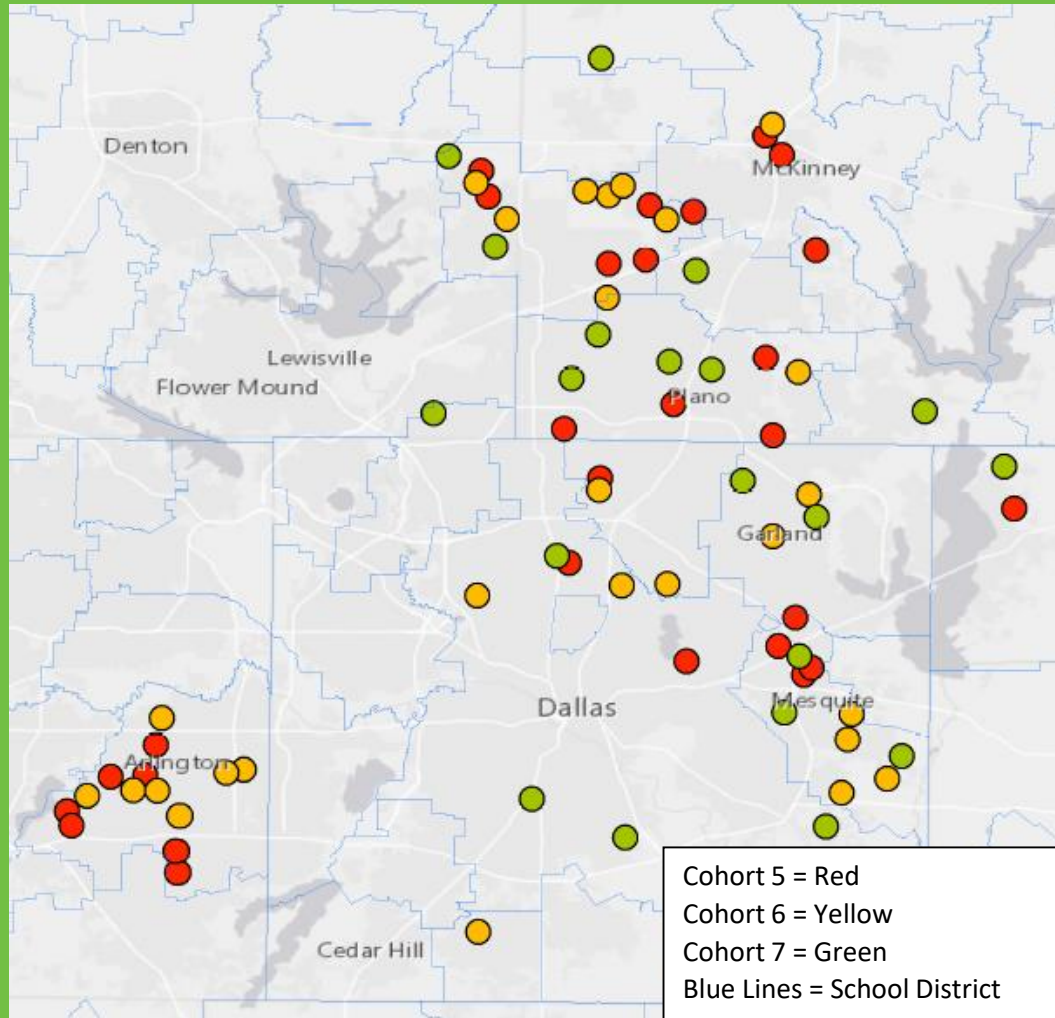 Denton
McKinney
Lewisville
Flower Mound
Plano
Garland
Dallas
Mesquite
Arlington
Cedar Hill
Cohort 5 = Red
Cohort 6 = Yellow
Cohort 7 = Green
Blue Lines = School District